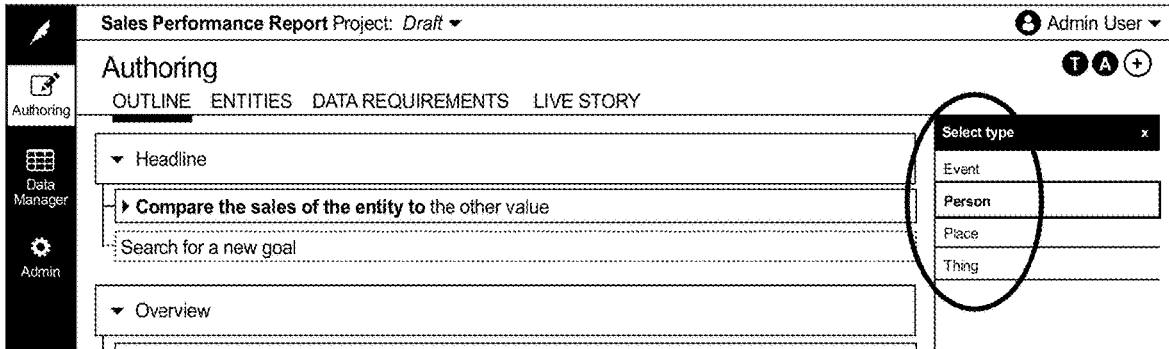 Sales Performance Report Project: Draft
Admin User
Authoring
T A +
OUTLINE ENTITIES DATA REQUIREMENTS LIVE STORY
Authoring
Select type x
Headline
Event
Data
Manager
Compare the sales of the entity to the other value
Person
Search for a new goal
Place
Admin
Thing
Overview